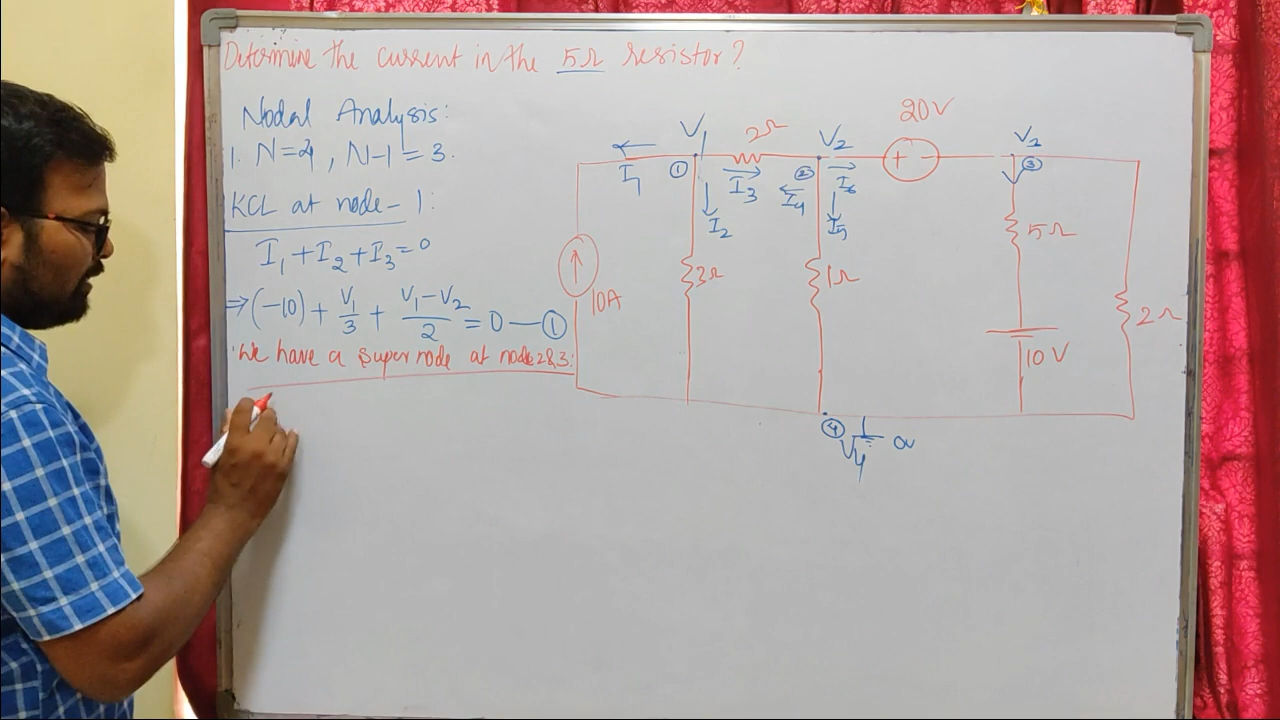 Determine the current in the 5Ω resistor?
Nodal Analysis:
1. N=4, N-1=3.
KCL at node-1:
I₁+I₂+I₃=0
⇒(-10) + V₁/3 + (V₁-V₂)/2 = 0 — ①
We have a super node at node 2&3:
20V
V₁
2Ω
V₂
V₃
+ -
①
②
③
I₁
I₃
I₄
I₆
I₂
I₅
5Ω
3Ω
1Ω
10A
2Ω
10V
④
V₄
0V